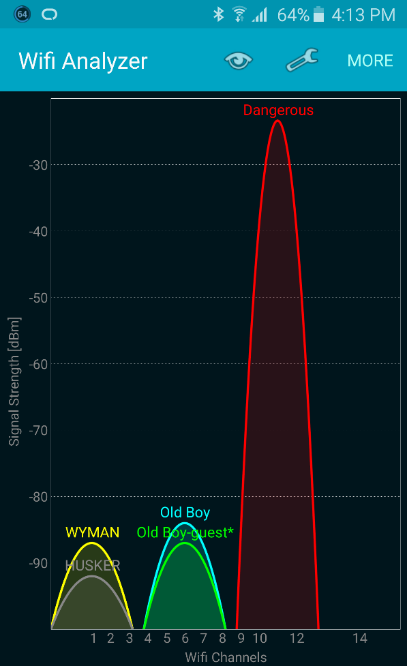 64 64% 4:13 PM
Wifi Analyzer MORE
Dangerous
-30
-40
-50
-60
-70
-80
-90
Signal Strength [dBm]
Old Boy
WYMAN Old Boy-guest*
HUSKER
1 2 3 4 5 6 7 8 9 10 12 14
Wifi Channels